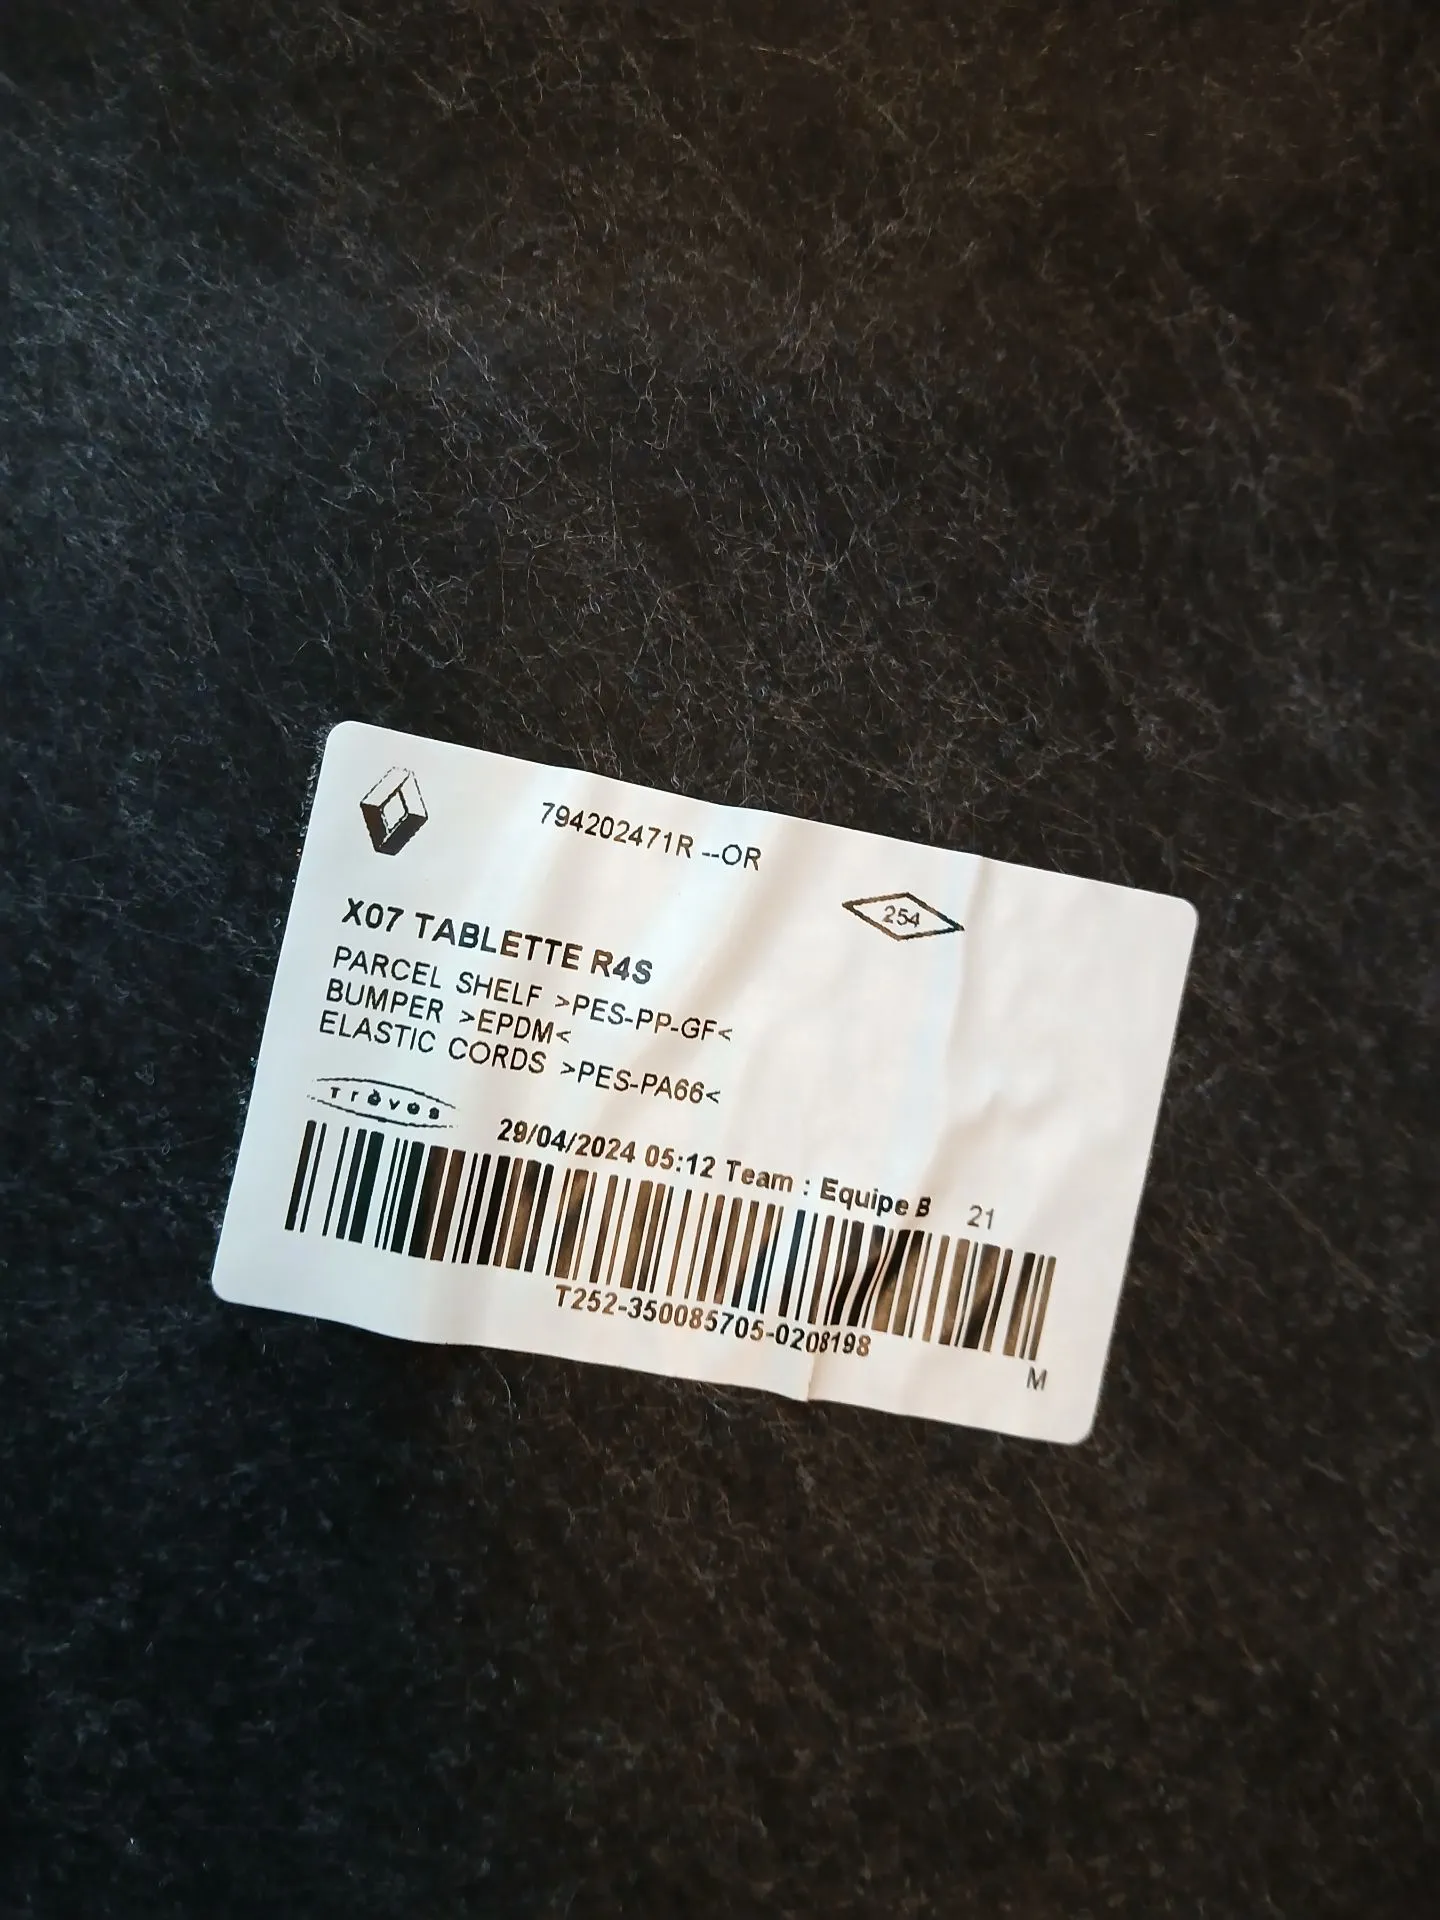 794202471R --OR
254
X07 TABLETTE R4S
PARCEL SHELF >PES-PP-GF<
BUMPER >EPDM<
ELASTIC CORDS >PES-PA66<
Trèves
29/04/2024 05:12 Team : Equipe B 21
T252-350085705-0208198
M